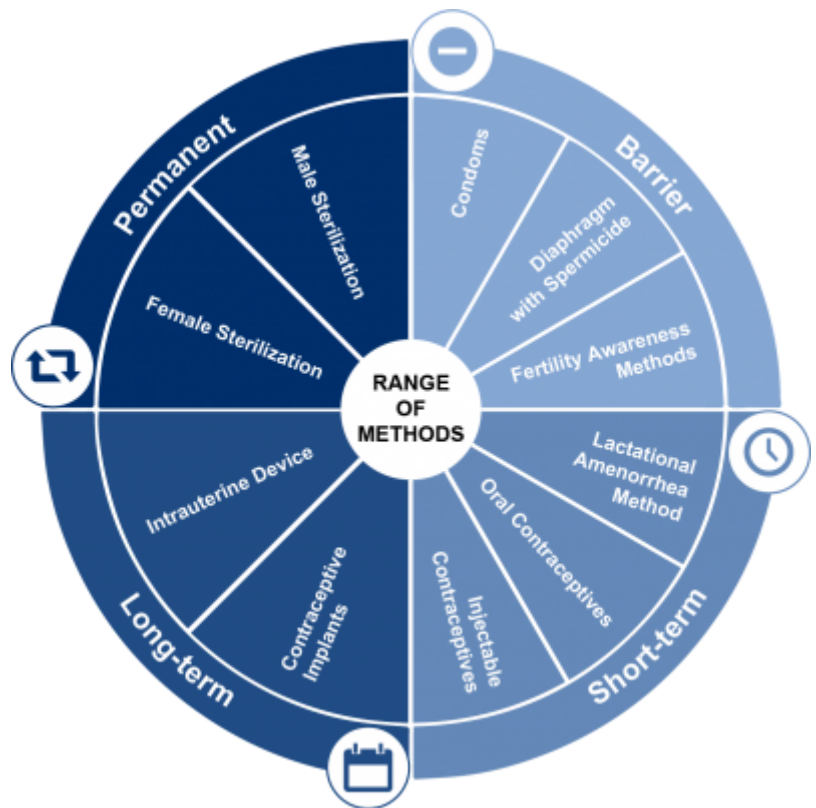 RANGE
OF
METHODS
Barrier
Condoms
Diaphragm
with Spermicide
Fertility Awareness
Methods
Short-term
Lactational
Amenorrhea
Method
Oral Contraceptives
Injectable
Contraceptives
Long-term
Contraceptive
Implants
Intrauterine Device
Permanent
Female Sterilization
Male Sterilization